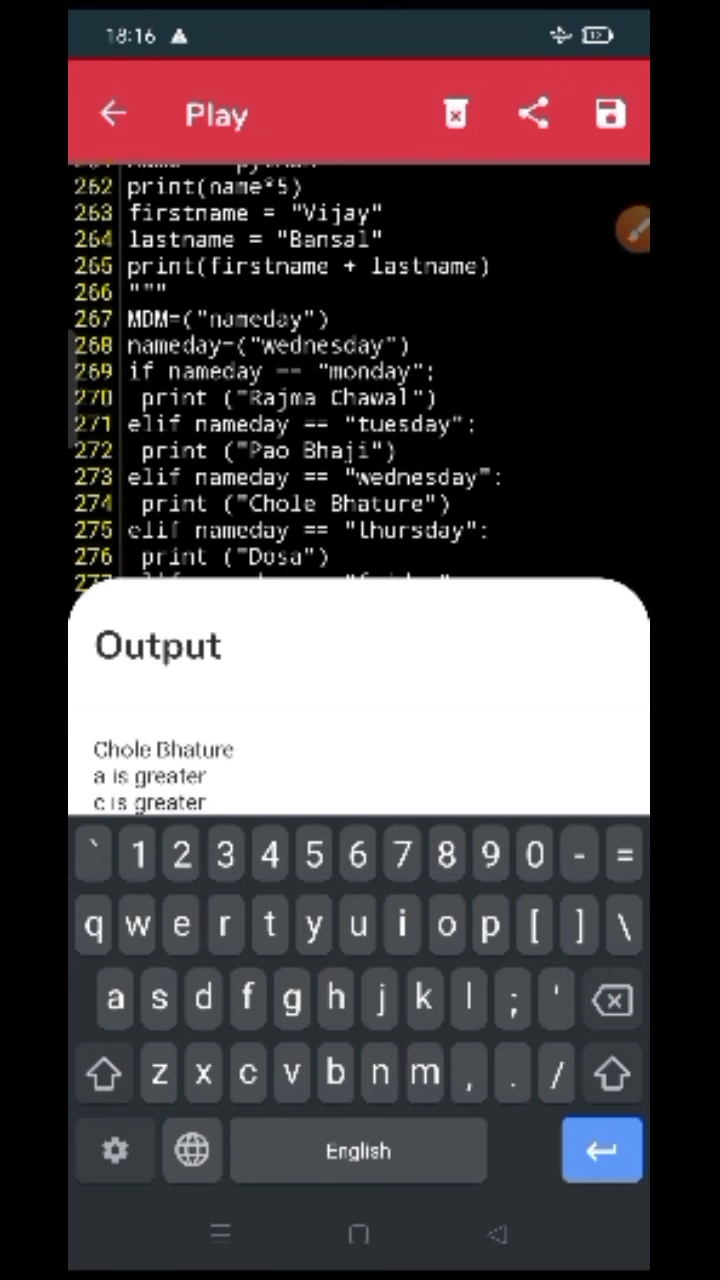 18:16
Play
262 print(name*5)
263 firstname = "Vijay"
264 lastname = "Bansal"
265 print(firstname + lastname)
266 """
267 MDM=("nameday")
268 nameday=("wednesday")
269 if nameday == "monday":
270 print ("Rajma Chawal")
271 elif nameday == "tuesday":
272 print ("Pao Bhaji")
273 elif nameday == "wednesday":
274 print ("Chole Bhature")
275 elif nameday == "thursday":
276 print ("Dosa")
Output
Chole Bhature
a is greater
c is greater
` 1 2 3 4 5 6 7 8 9 0 - =
q w e r t y u i o p [ ] \
a s d f g h j k l ; '
z x c v b n m , . /
English